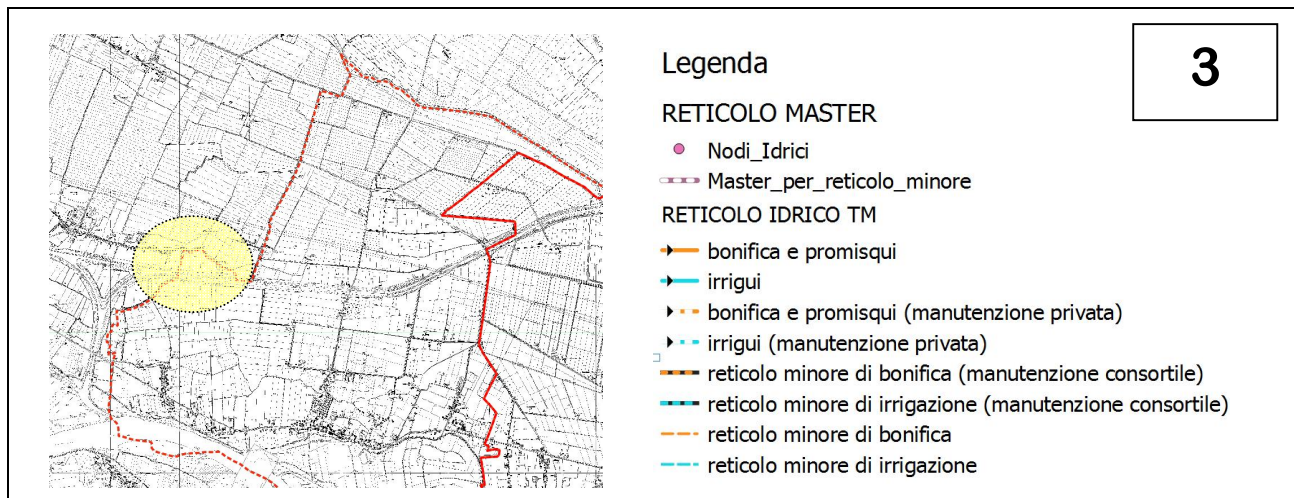 Legenda
3
RETICOLO MASTER
Nodi_Idrici
Master_per_reticolo_minore
RETICOLO IDRICO TM
bonifica e promisqui
irrigui
bonifica e promisqui (manutenzione privata)
irrigui (manutenzione privata)
reticolo minore di bonifica (manutenzione consortile)
reticolo minore di irrigazione (manutenzione consortile)
reticolo minore di bonifica
reticolo minore di irrigazione